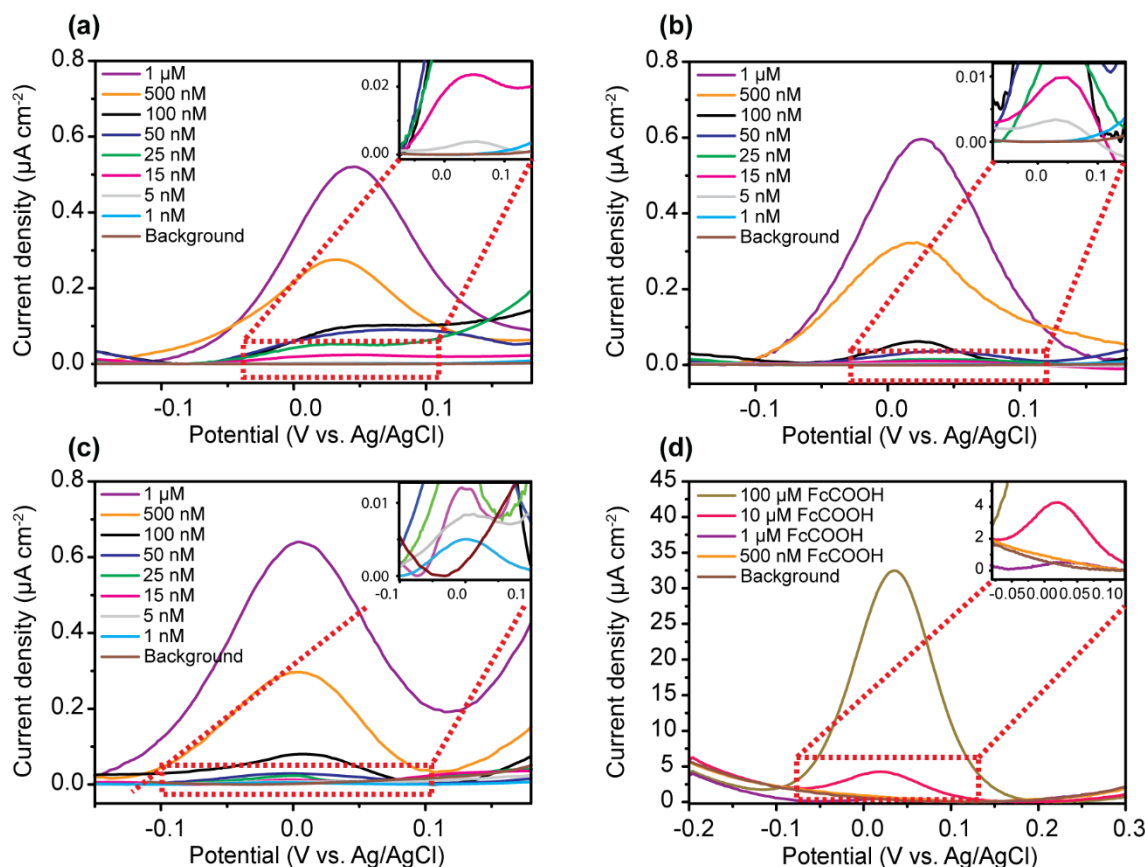 (a)
Current density (µA cm⁻²)
0.8
0.6
0.4
0.2
0.0
1 µM
500 nM
100 nM
50 nM
25 nM
15 nM
5 nM
1 nM
Background
0.02
0.00
0.0 0.1
-0.1 0.0 0.1
Potential (V vs. Ag/AgCl)
(b)
Current density (µA cm⁻²)
0.8
0.6
0.4
0.2
0.0
1 µM
500 nM
100 nM
50 nM
25 nM
15 nM
5 nM
1 nM
Background
0.01
0.00
0.0 0.1
-0.1 0.0 0.1
Potential (V vs. Ag/AgCl)
(c)
Current density (µA cm⁻²)
0.8
0.6
0.4
0.2
0.0
1 µM
500 nM
100 nM
50 nM
25 nM
15 nM
5 nM
1 nM
Background
0.01
0.00
-0.1 0.0 0.1
-0.1 0.0 0.1
Potential (V vs. Ag/AgCl)
(d)
Current density (µA cm⁻²)
45
40
35
30
25
20
15
10
5
0
100 µM FcCOOH
10 µM FcCOOH
1 µM FcCOOH
500 nM FcCOOH
Background
4
2
0
-0.05 0.00 0.05 0.10
-0.2 -0.1 0.0 0.1 0.2 0.3
Potential (V vs. Ag/AgCl)